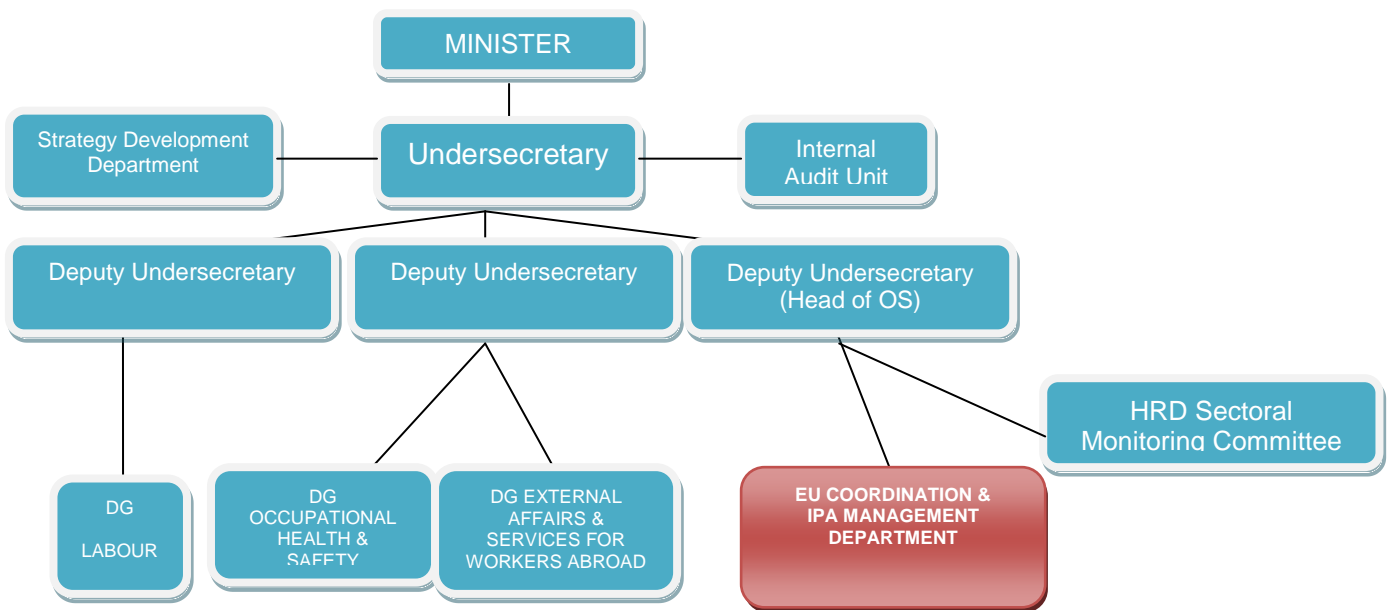 MINISTER
Strategy Development
Department
Undersecretary
Internal
Audit Unit
Deputy Undersecretary
Deputy Undersecretary
Deputy Undersecretary
(Head of OS)
HRD Sectoral
Monitoring Committee
DG
LABOUR
DG
OCCUPATIONAL
HEALTH &
SAFETY
DG EXTERNAL
AFFAIRS &
SERVICES FOR
WORKERS ABROAD
EU COORDINATION &
IPA MANAGEMENT
DEPARTMENT